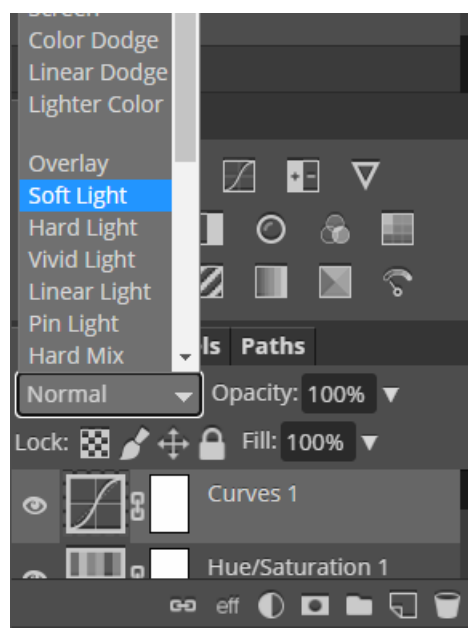 Screen
Color Dodge
Linear Dodge
Lighter Color
Overlay
Soft Light
Hard Light
Vivid Light
Linear Light
Pin Light
Hard Mix
ls Paths
Normal Opacity: 100%
Lock: Fill: 100%
Curves 1
Hue/Saturation 1
eff